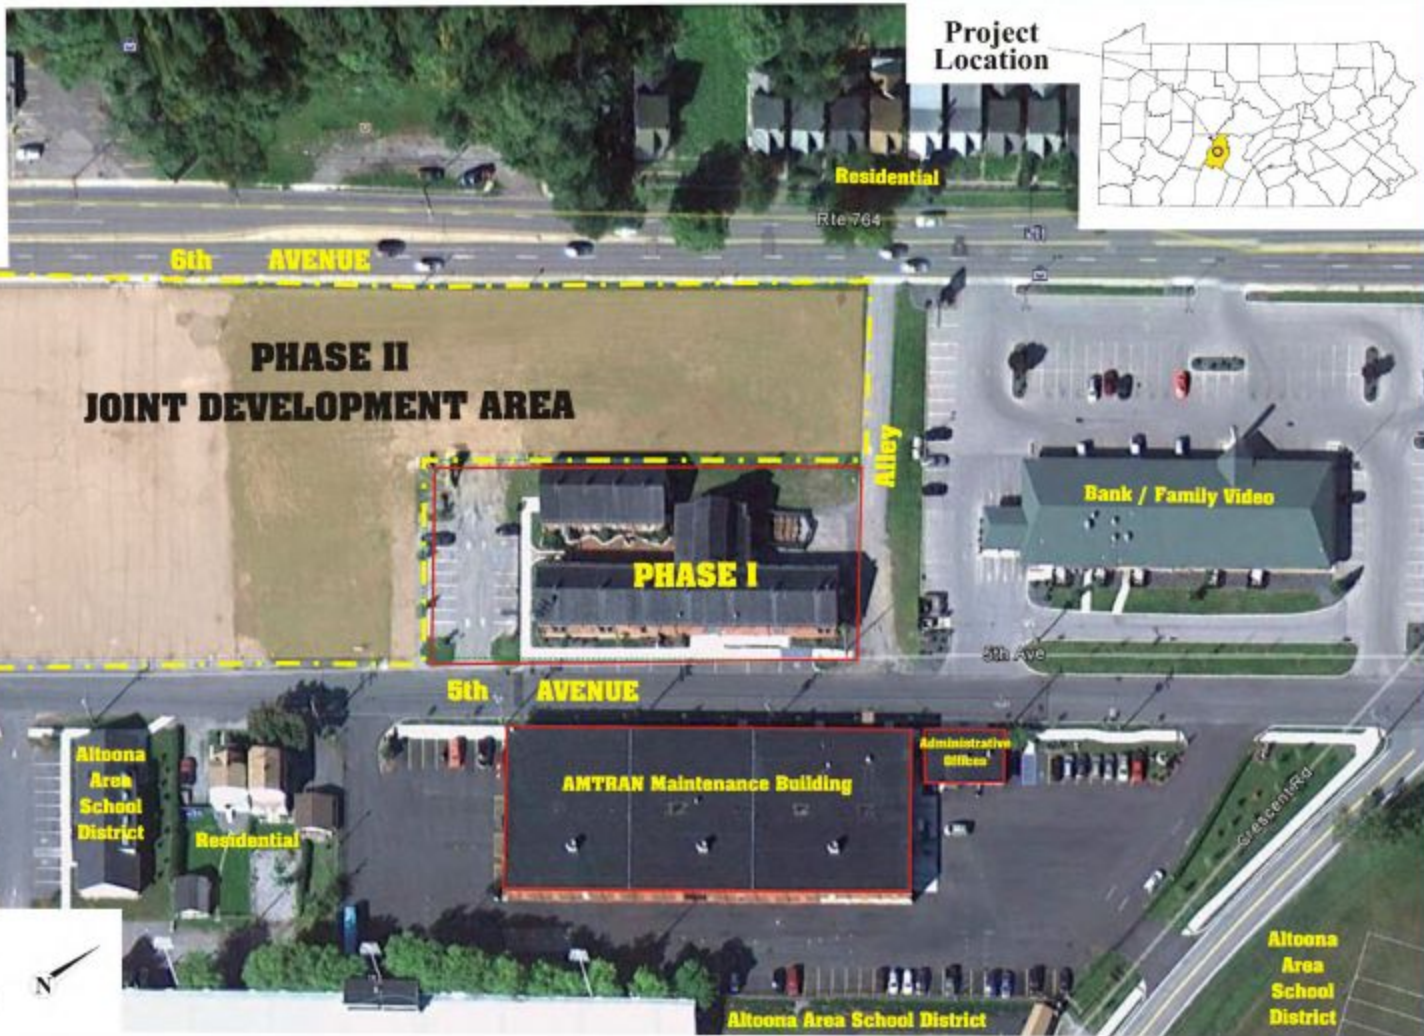 Project
Location
Residential
Rte 764
6th AVENUE
PHASE II
JOINT DEVELOPMENT AREA
Alley
Bank / Family Video
PHASE I
5th Ave
5th AVENUE
Altoona
Area
School
District
Residential
AMTRAN Maintenance Building
Administrative
Offices
Crescent Rd
N
Altoona Area School District
Altoona
Area
School
District